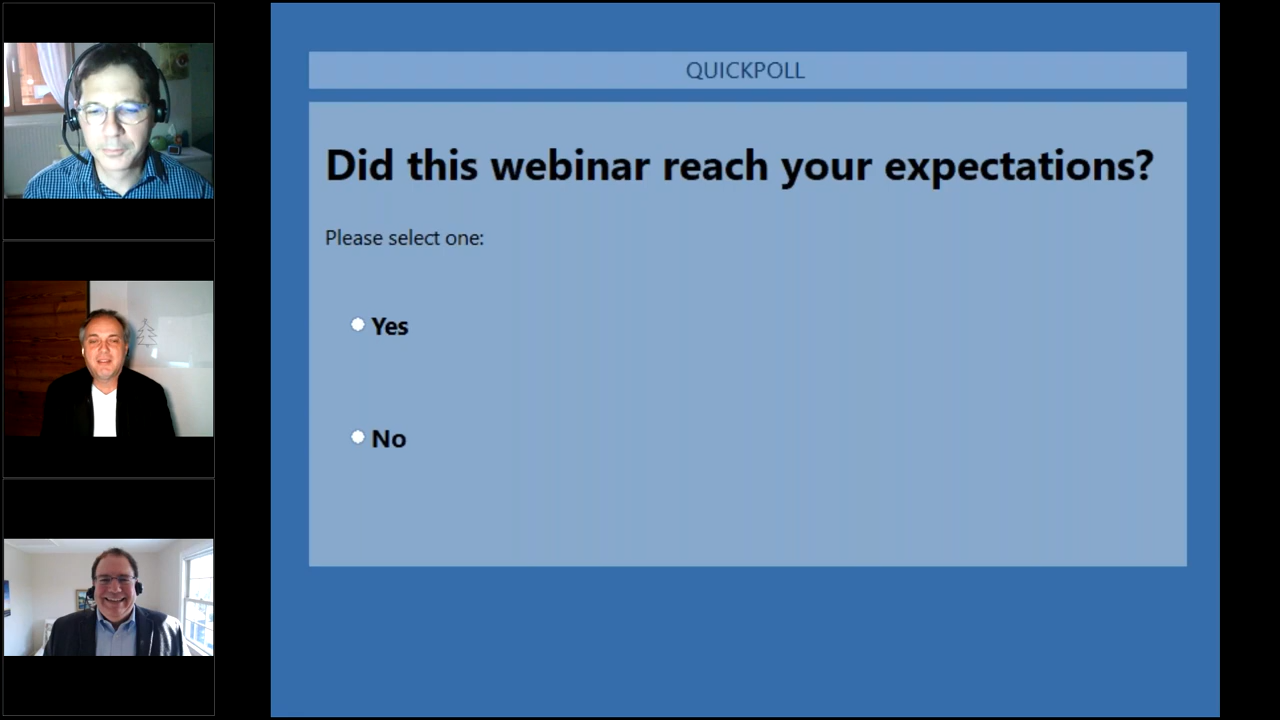 QUICKPOLL
Did this webinar reach your expectations?
Please select one:
Yes
No